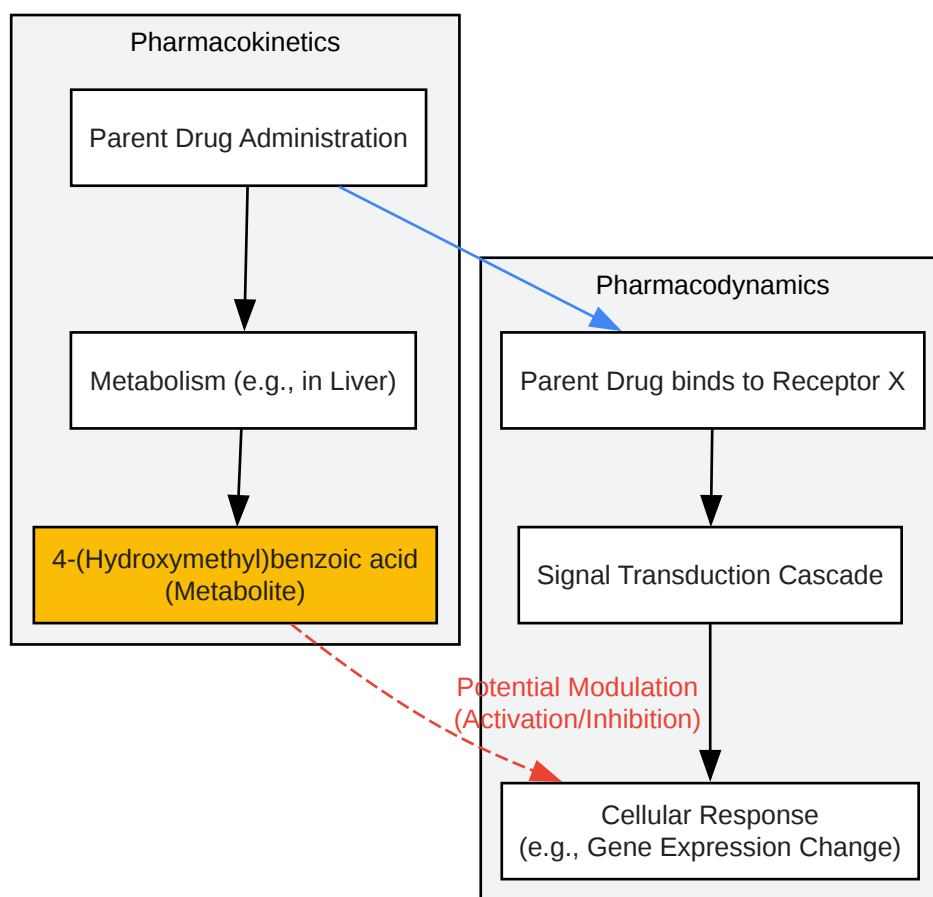 Pharmacokinetics
Parent Drug Administration
Metabolism (e.g., in Liver)
4-(Hydroxymethyl)benzoic acid
(Metabolite)
Pharmacodynamics
Parent Drug binds to Receptor X
Signal Transduction Cascade
Potential Modulation
(Activation/Inhibition)
Cellular Response
(e.g., Gene Expression Change)